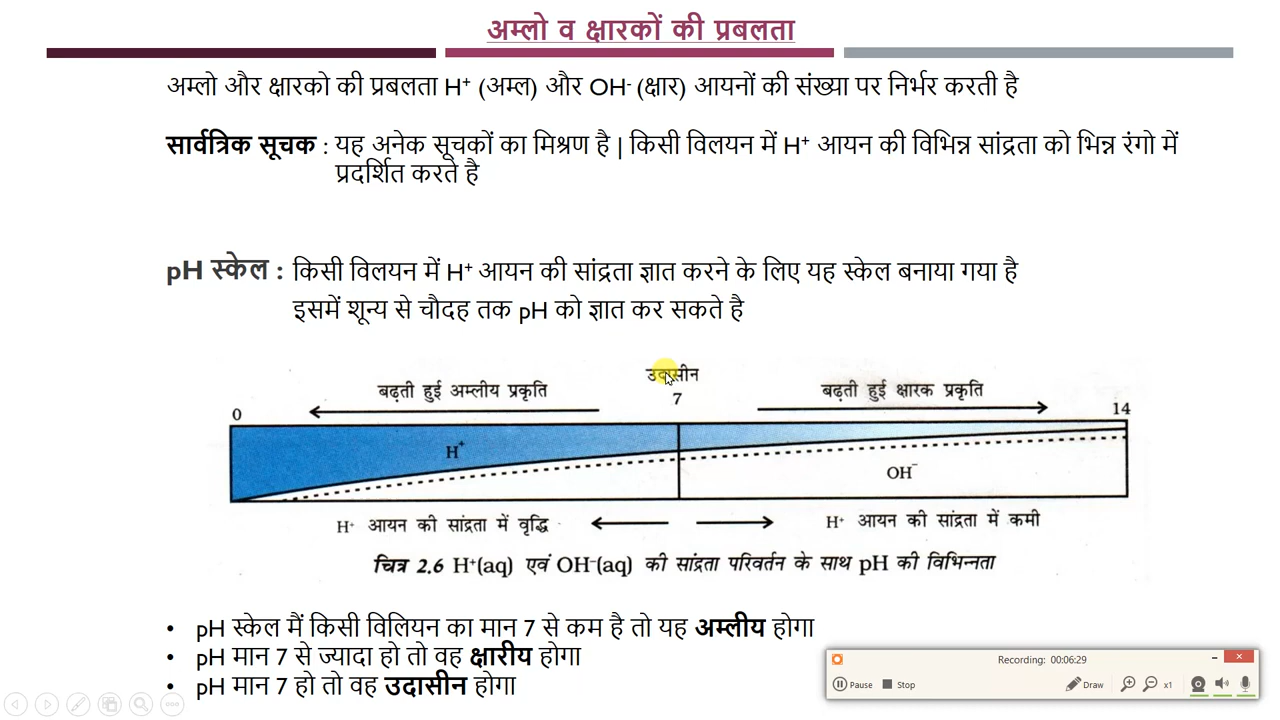 अम्लो व क्षारकों की प्रबलता
अम्लो और क्षारको की प्रबलता H⁺ (अम्ल) और OH⁻ (क्षार) आयनों की संख्या पर निर्भर करती है
सार्वत्रिक सूचक : यह अनेक सूचकों का मिश्रण है | किसी विलयन में H⁺ आयन की विभिन्न सांद्रता को भिन्न रंगो में
प्रदर्शित करते है
pH स्केल : किसी विलयन में H⁺ आयन की सांद्रता ज्ञात करने के लिए यह स्केल बनाया गया है
इसमें शून्य से चौदह तक pH को ज्ञात कर सकते है
उदासीन
बढ़ती हुई अम्लीय प्रकृति बढ़ती हुई क्षारक प्रकृति
0 7 14
H⁺
OH⁻
H⁺ आयन की सांद्रता में वृद्धि H⁺ आयन की सांद्रता में कमी
चित्र 2.6 H⁺(aq) एवं OH⁻(aq) की सांद्रता परिवर्तन के साथ pH की विभिन्नता
• pH स्केल मैं किसी विलियन का मान 7 से कम है तो यह अम्लीय होगा
• pH मान 7 से ज्यादा हो तो वह क्षारीय होगा
• pH मान 7 हो तो वह उदासीन होगा
Recording: 00:06:29
Pause Stop Draw x1